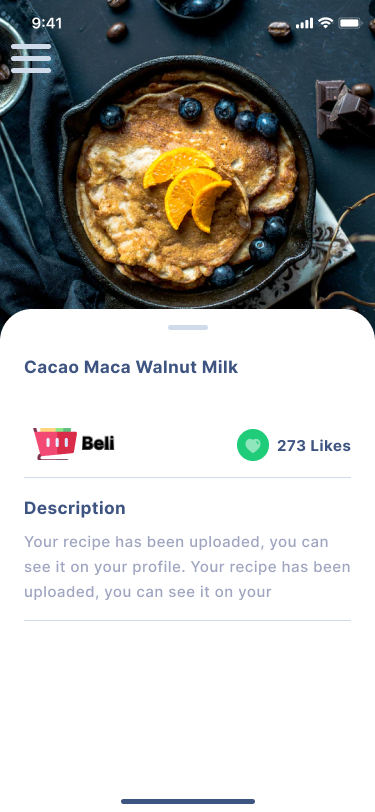 9:41
Cacao Maca Walnut Milk
Beli
273 Likes
Description
Your recipe has been uploaded, you can
see it on your profile. Your recipe has been
uploaded, you can see it on your